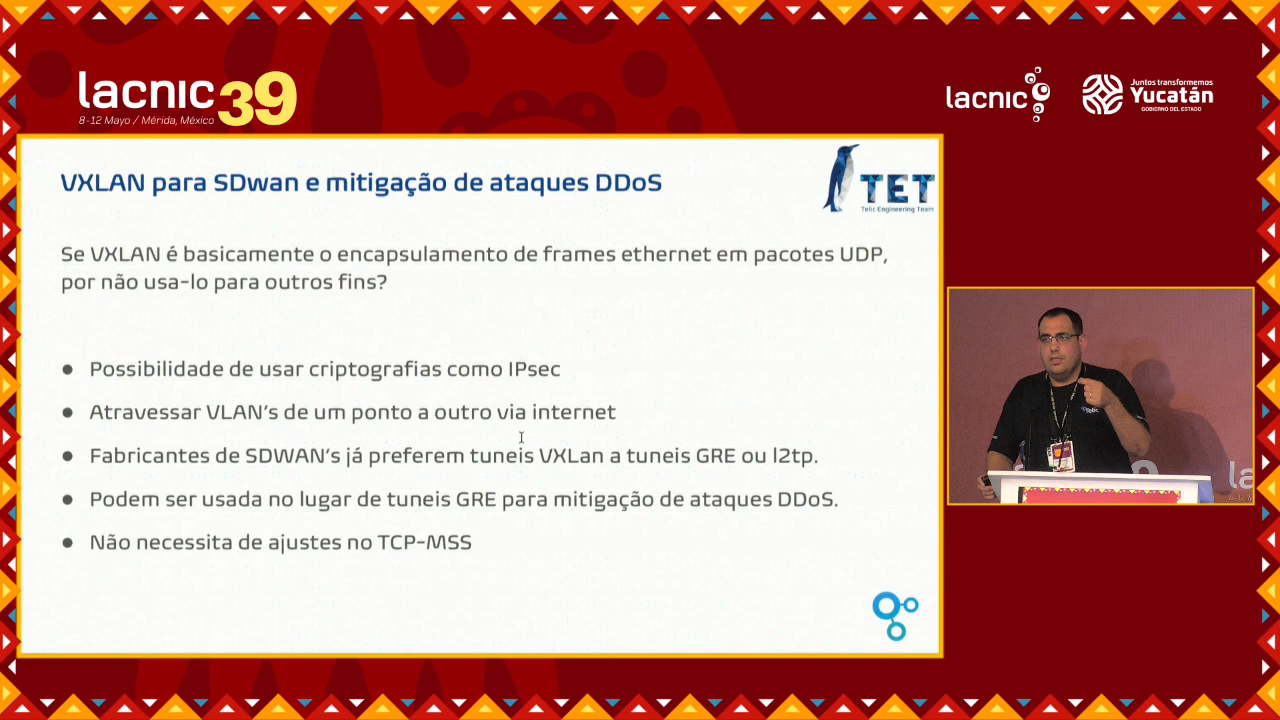 lacnic 39
8-12 Mayo / Mérida, México
lacnic
Juntos transformemos
Yucatán
GOBIERNO DEL ESTADO
VXLAN para SDwan e mitigação de ataques DDoS
TET
Telic Engineering Team
Se VXLAN é basicamente o encapsulamento de frames ethernet em pacotes UDP,
por não usa-lo para outros fins?
● Possibilidade de usar criptografias como IPsec
● Atravessar VLAN's de um ponto a outro via internet
● Fabricantes de SDWAN's já preferem tuneis VXLan a tuneis GRE ou l2tp.
● Podem ser usada no lugar de tuneis GRE para mitigação de ataques DDoS.
● Não necessita de ajustes no TCP-MSS
Telic
la